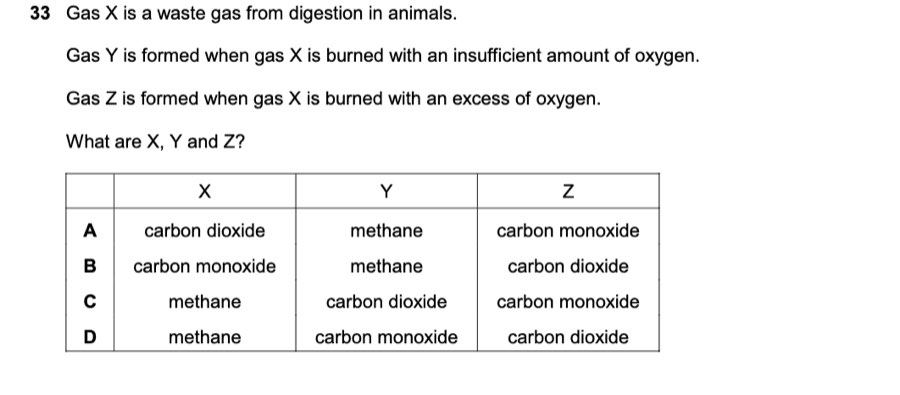 33 Gas X is a waste gas from digestion in animals.
Gas Y is formed when gas X is burned with an insufficient amount of oxygen.
Gas Z is formed when gas X is burned with an excess of oxygen.
What are X, Y and Z?
X Y Z
A carbon dioxide methane carbon monoxide
B carbon monoxide methane carbon dioxide
C methane carbon dioxide carbon monoxide
D methane carbon monoxide carbon dioxide